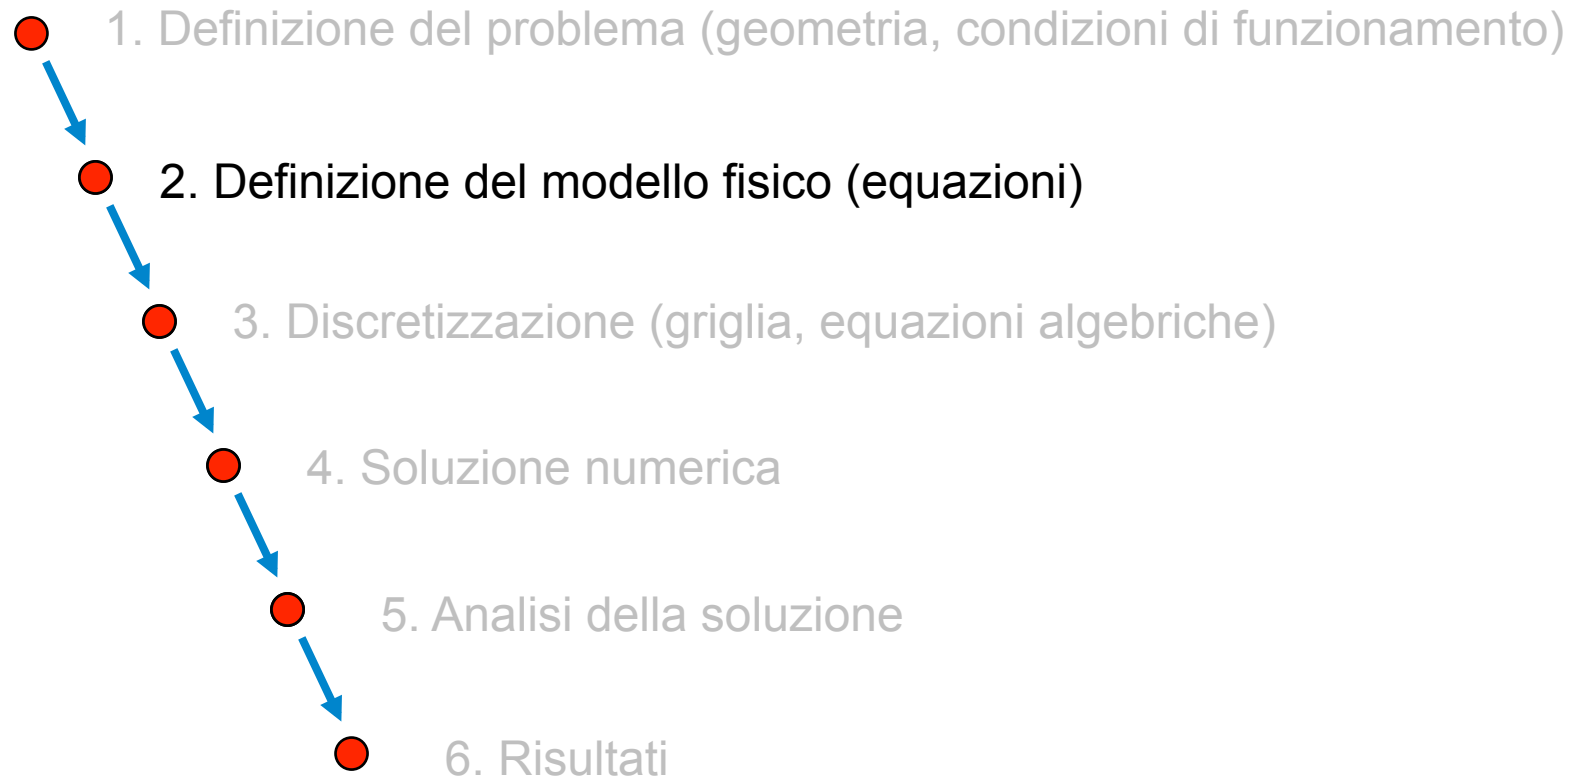 1. Definizione del problema (geometria, condizioni di funzionamento)
2. Definizione del modello fisico (equazioni)
3. Discretizzazione (griglia, equazioni algebriche)
4. Soluzione numerica
5. Analisi della soluzione
6. Risultati